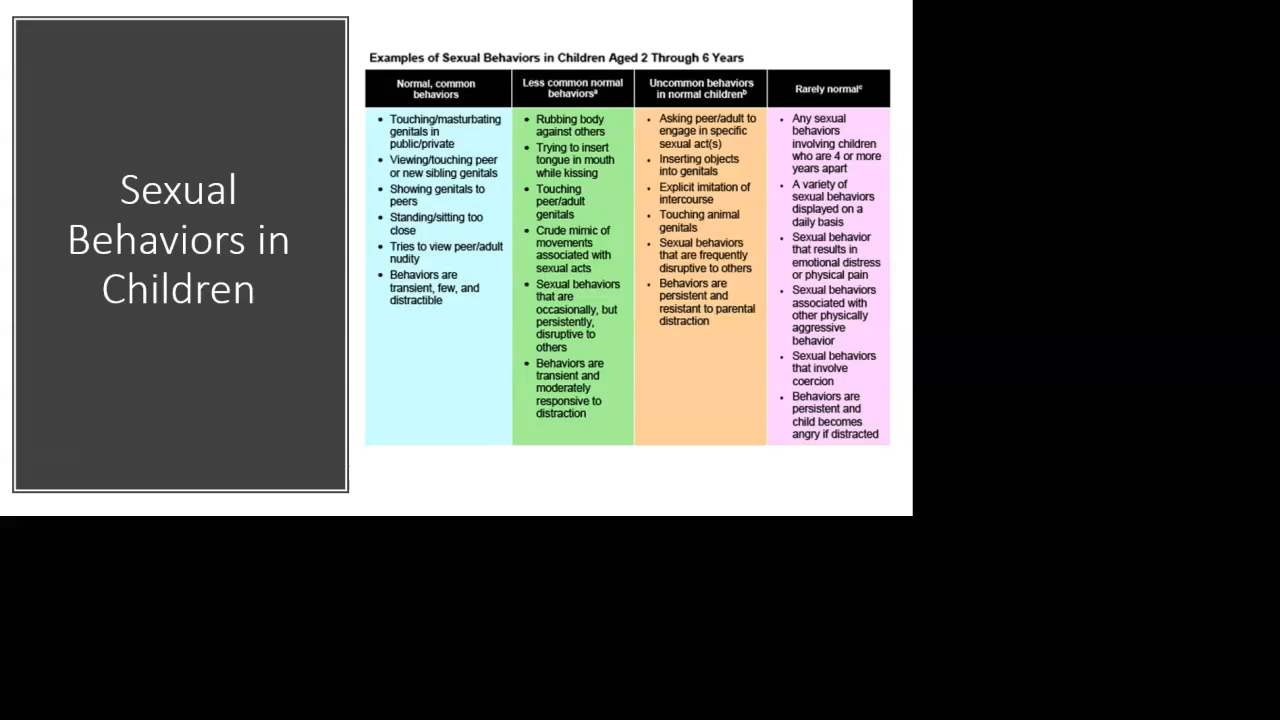 Sexual
Behaviors in
Children
Examples of Sexual Behaviors in Children Aged 2 Through 6 Years
Normal, common
behaviors
Touching/masturbating
genitals in
public/private
Viewing/touching peer
or new sibling genitals
Showing genitals to
peers
Standing/sitting too
close
Tries to view peer/adult
nudity
Behaviors are
transient, few, and
distractible
Less common normal
behaviorsᵃ
Rubbing body
against others
Trying to insert
tongue in mouth
while kissing
Touching
peer/adult
genitals
Crude mimic of
movements
associated with
sexual acts
Sexual behaviors
that are
occasionally, but
persistently,
disruptive to
others
Behaviors are
transient and
moderately
responsive to
distraction
Uncommon behaviors
in normal childrenᵇ
Asking peer/adult to
engage in specific
sexual act(s)
Inserting objects
into genitals
Explicit imitation of
intercourse
Touching animal
genitals
Sexual behaviors
that are frequently
disruptive to others
Behaviors are
persistent and
resistant to parental
distraction
Rarely normalᶜ
Any sexual
behaviors
involving children
who are 4 or more
years apart
A variety of
sexual behaviors
displayed on a
daily basis
Sexual behavior
that results in
emotional distress
or physical pain
Sexual behaviors
associated with
other physically
aggressive
behavior
Sexual behaviors
that involve
coercion
Behaviors are
persistent and
child becomes
angry if distracted